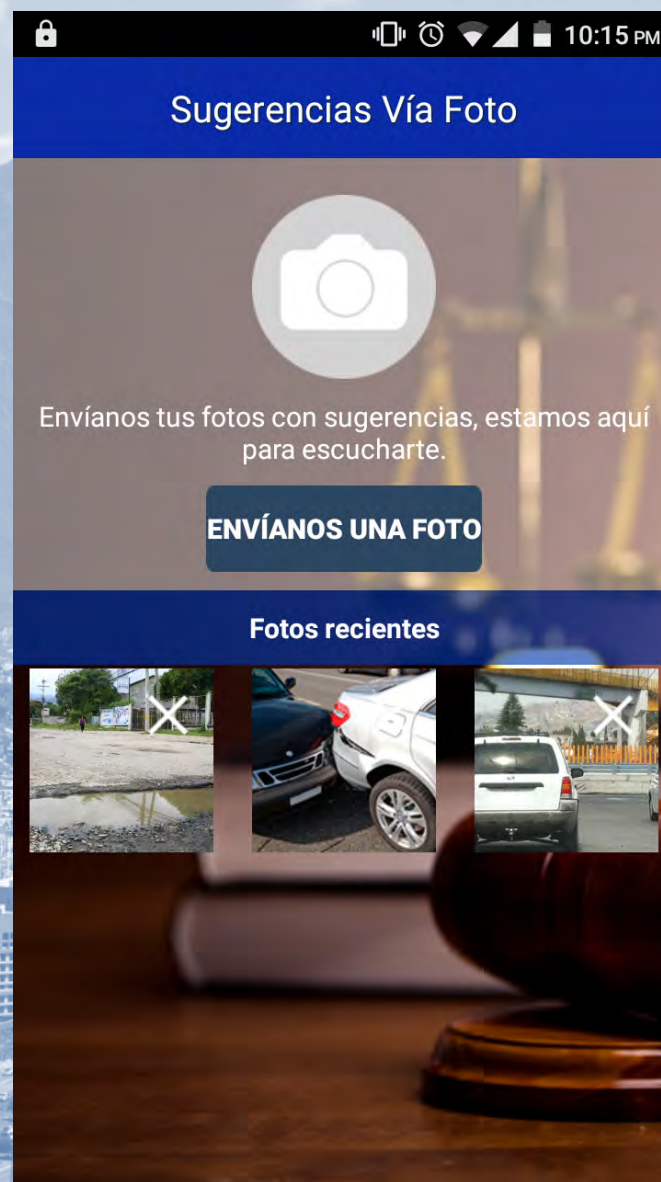 10:15 PM
Sugerencias Vía Foto
Envíanos tus fotos con sugerencias, estamos aquí
para escucharte.
ENVÍANOS UNA FOTO
Fotos recientes